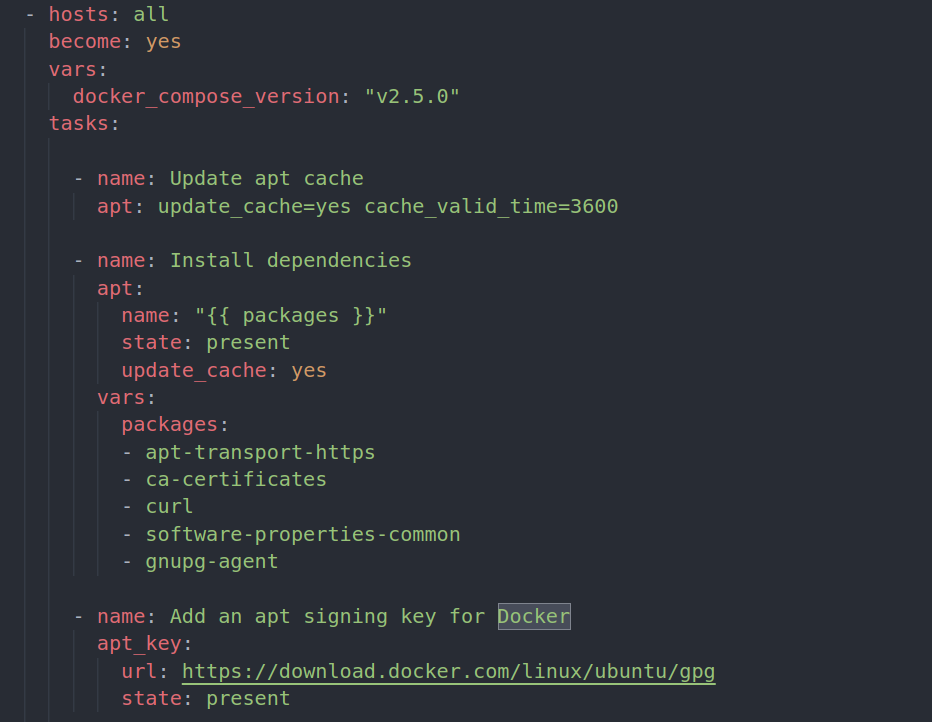 - hosts: all
become: yes
vars:
docker_compose_version: "v2.5.0"
tasks:
- name: Update apt cache
apt: update_cache=yes cache_valid_time=3600
- name: Install dependencies
apt:
name: "{{ packages }}"
state: present
update_cache: yes
vars:
packages:
- apt-transport-https
- ca-certificates
- curl
- software-properties-common
- gnupg-agent
- name: Add an apt signing key for Docker
apt_key:
url: https://download.docker.com/linux/ubuntu/gpg
state: present